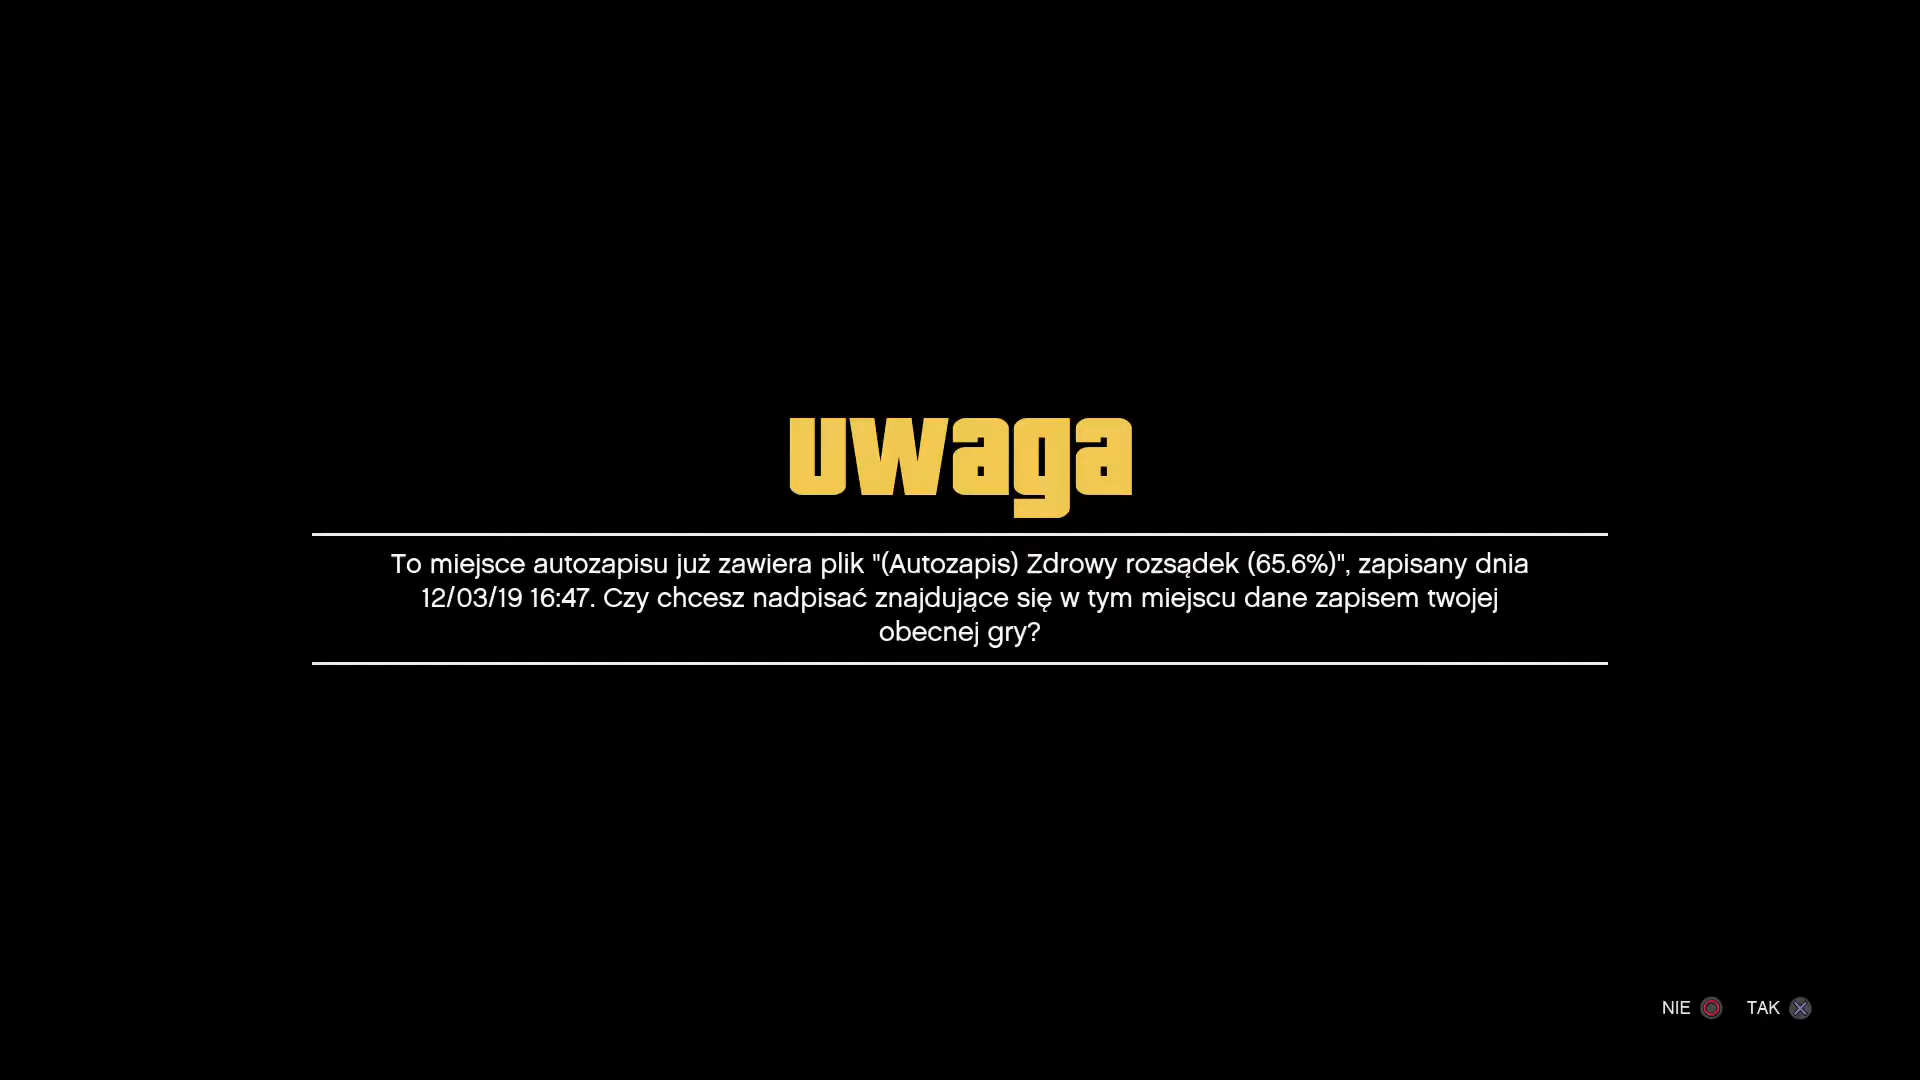 uwaga
To miejsce autozapisu już zawiera plik "(Autozapis) Zdrowy rozsądek (65.6%)", zapisany dnia
12/03/19 16:47. Czy chcesz nadpisać znajdujące się w tym miejscu dane zapisem twojej
obecnej gry?
NIE TAK